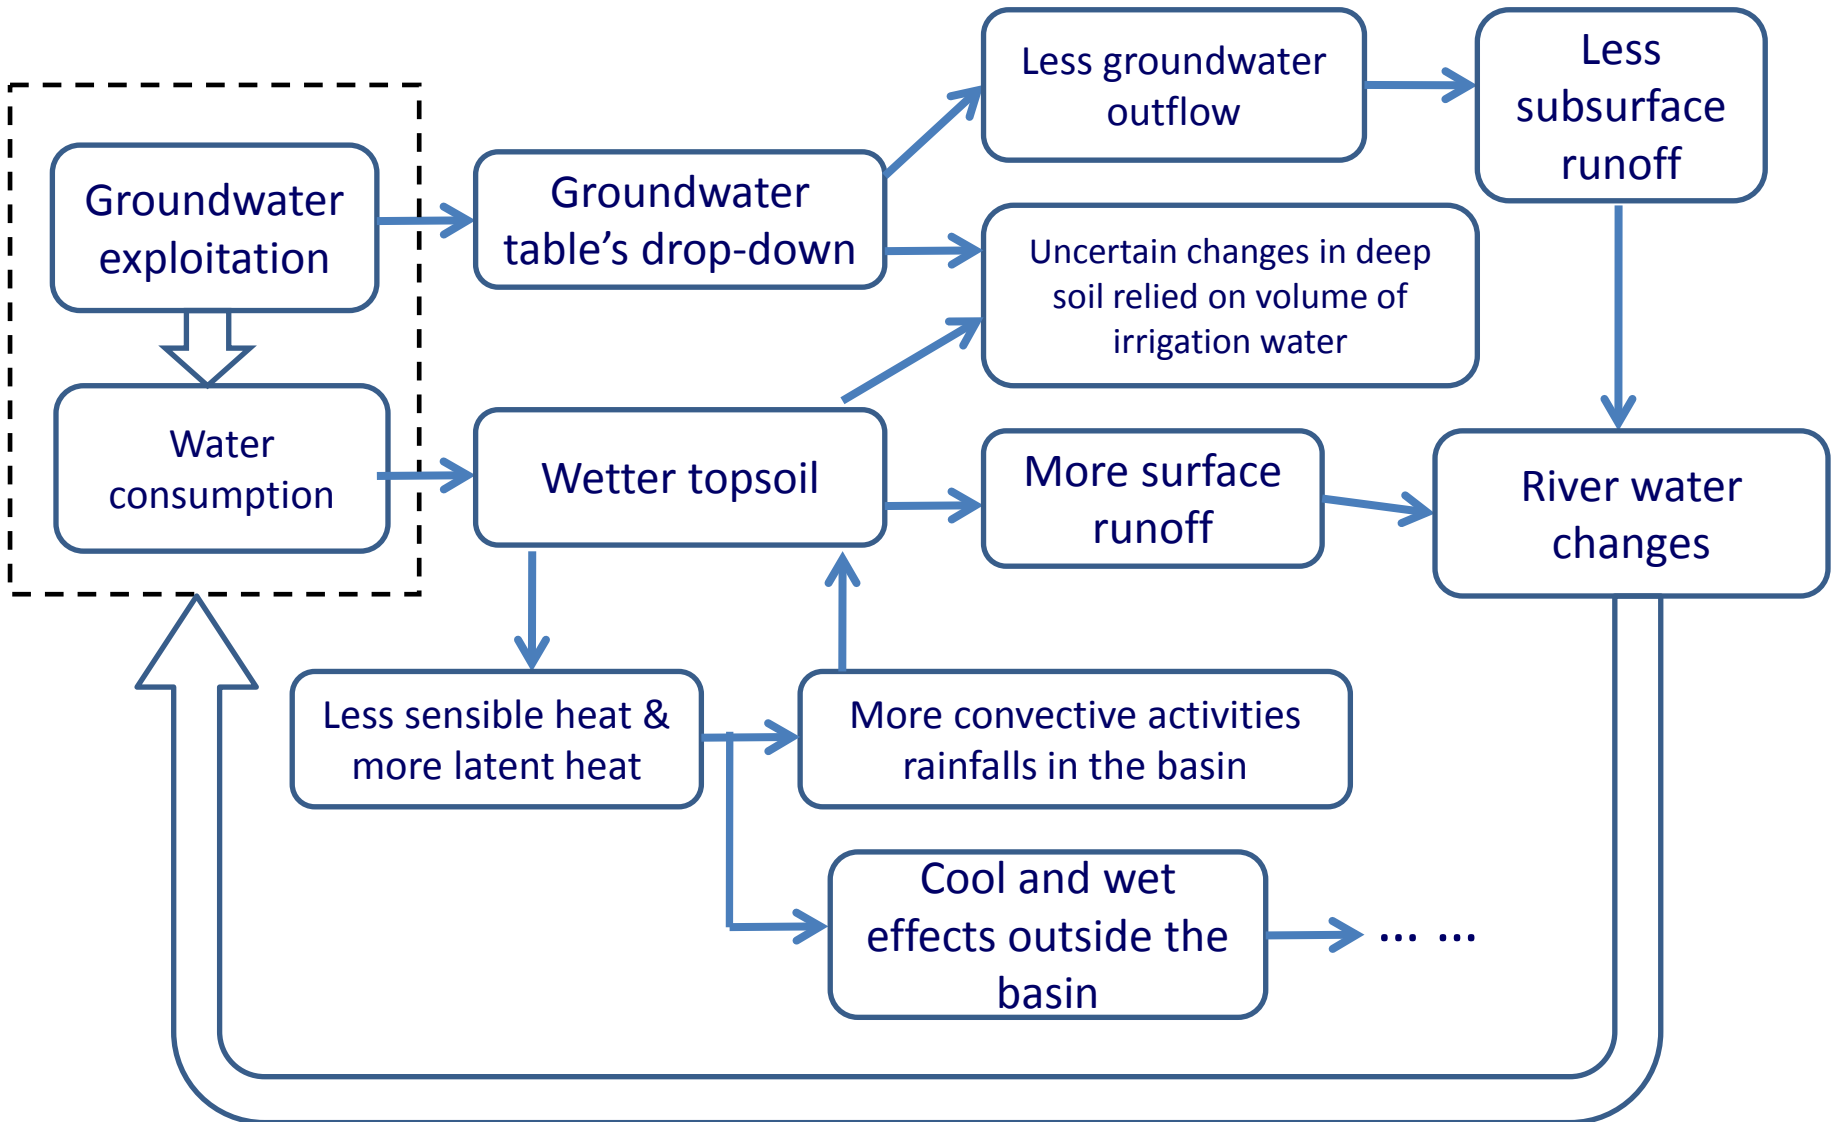 Less groundwater
outflow
Less
subsurface
runoff
Groundwater
exploitation
Groundwater
table’s drop-down
Uncertain changes in deep
soil relied on volume of
irrigation water
Water
consumption
Wetter topsoil
More surface
runoff
River water
changes
Less sensible heat &
more latent heat
More convective activities
rainfalls in the basin
Cool and wet
effects outside the
basin
... ...